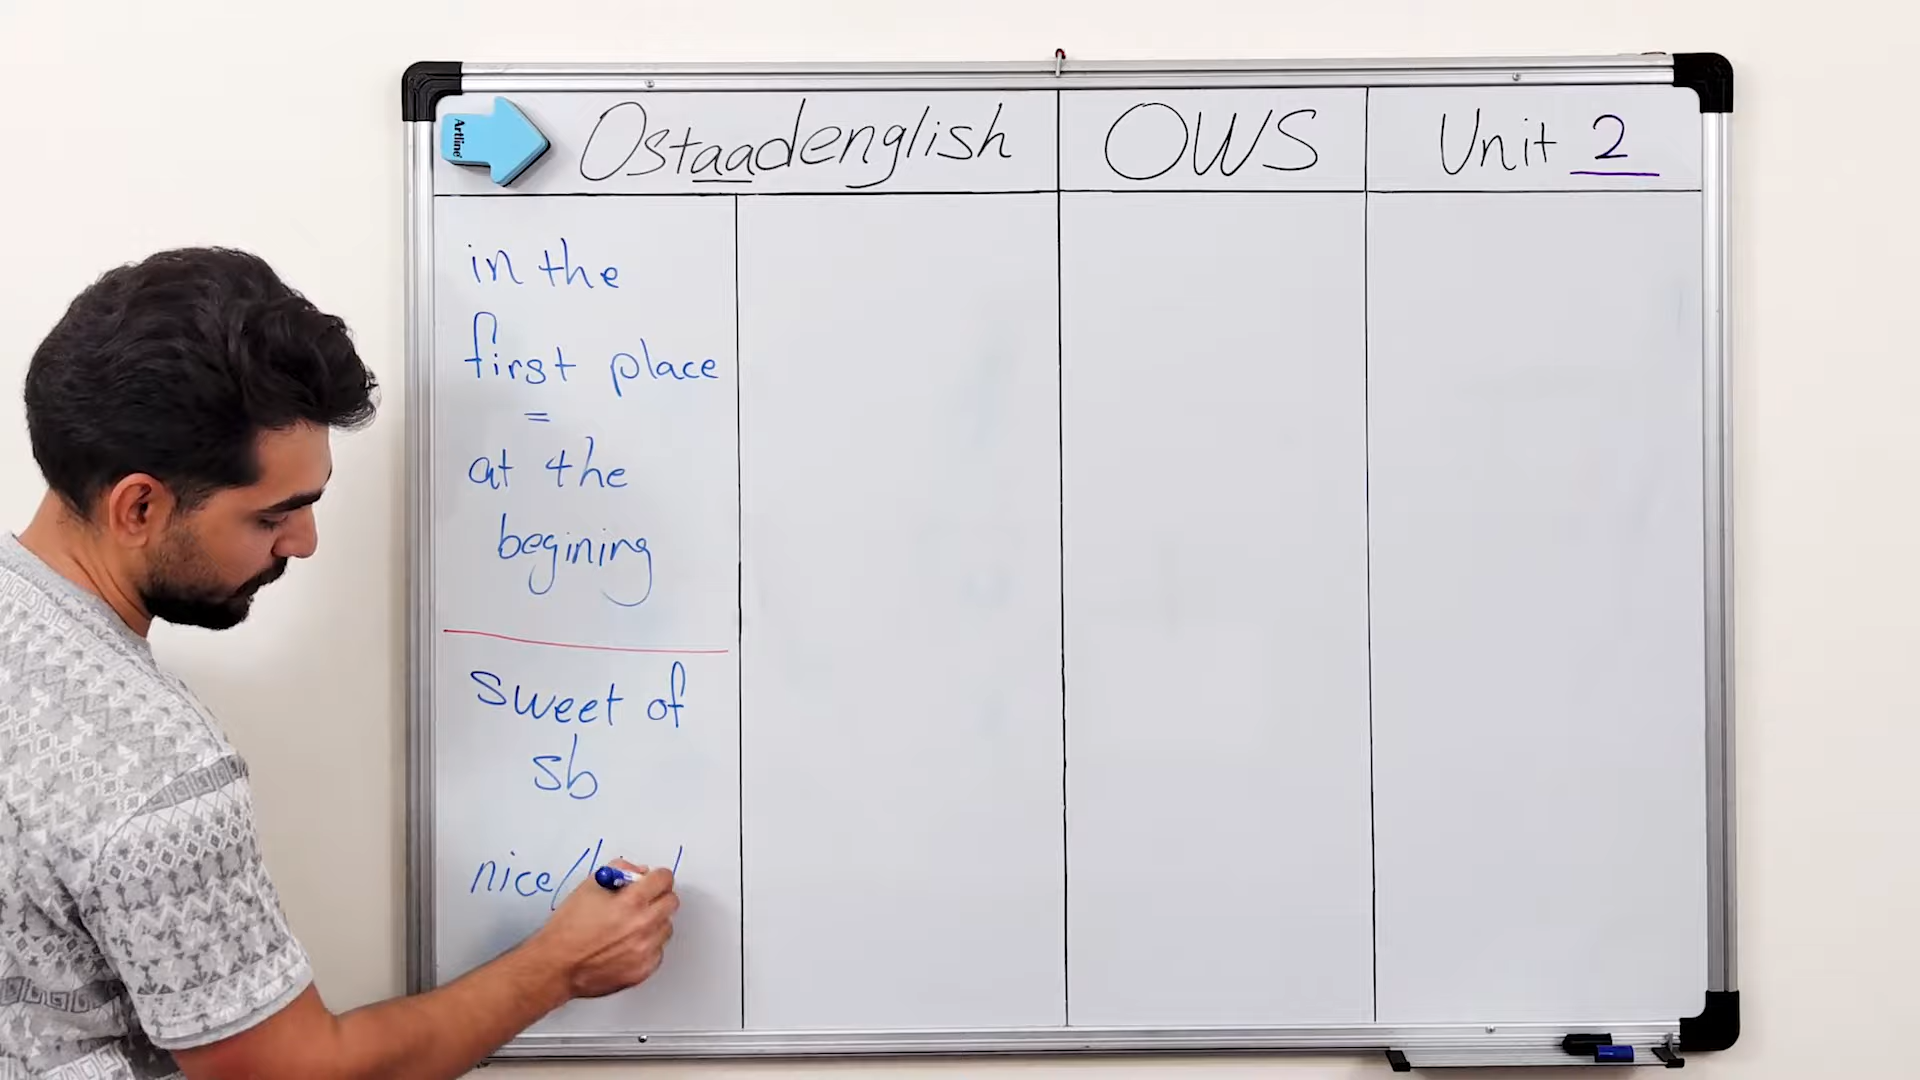 Artline
Ostaadenglish
OWS
Unit 2
in the
first place
=
at the
begining
sweet of
sb
nice/